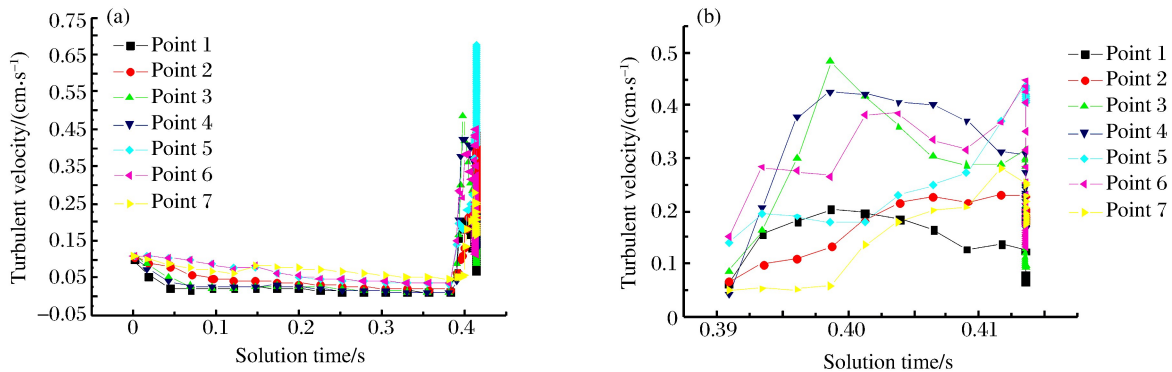 (a)
0.75
0.65
0.55
0.45
0.35
0.25
0.15
0.05
−0.05
Turbulent velocity/(cm·s⁻¹)
Point 1
Point 2
Point 3
Point 4
Point 5
Point 6
Point 7
0 0.1 0.2 0.3 0.4
Solution time/s
(b)
0.5
0.4
0.3
0.2
0.1
0
Turbulent velocity/(cm·s⁻¹)
Point 1
Point 2
Point 3
Point 4
Point 5
Point 6
Point 7
0.39 0.40 0.41
Solution time/s